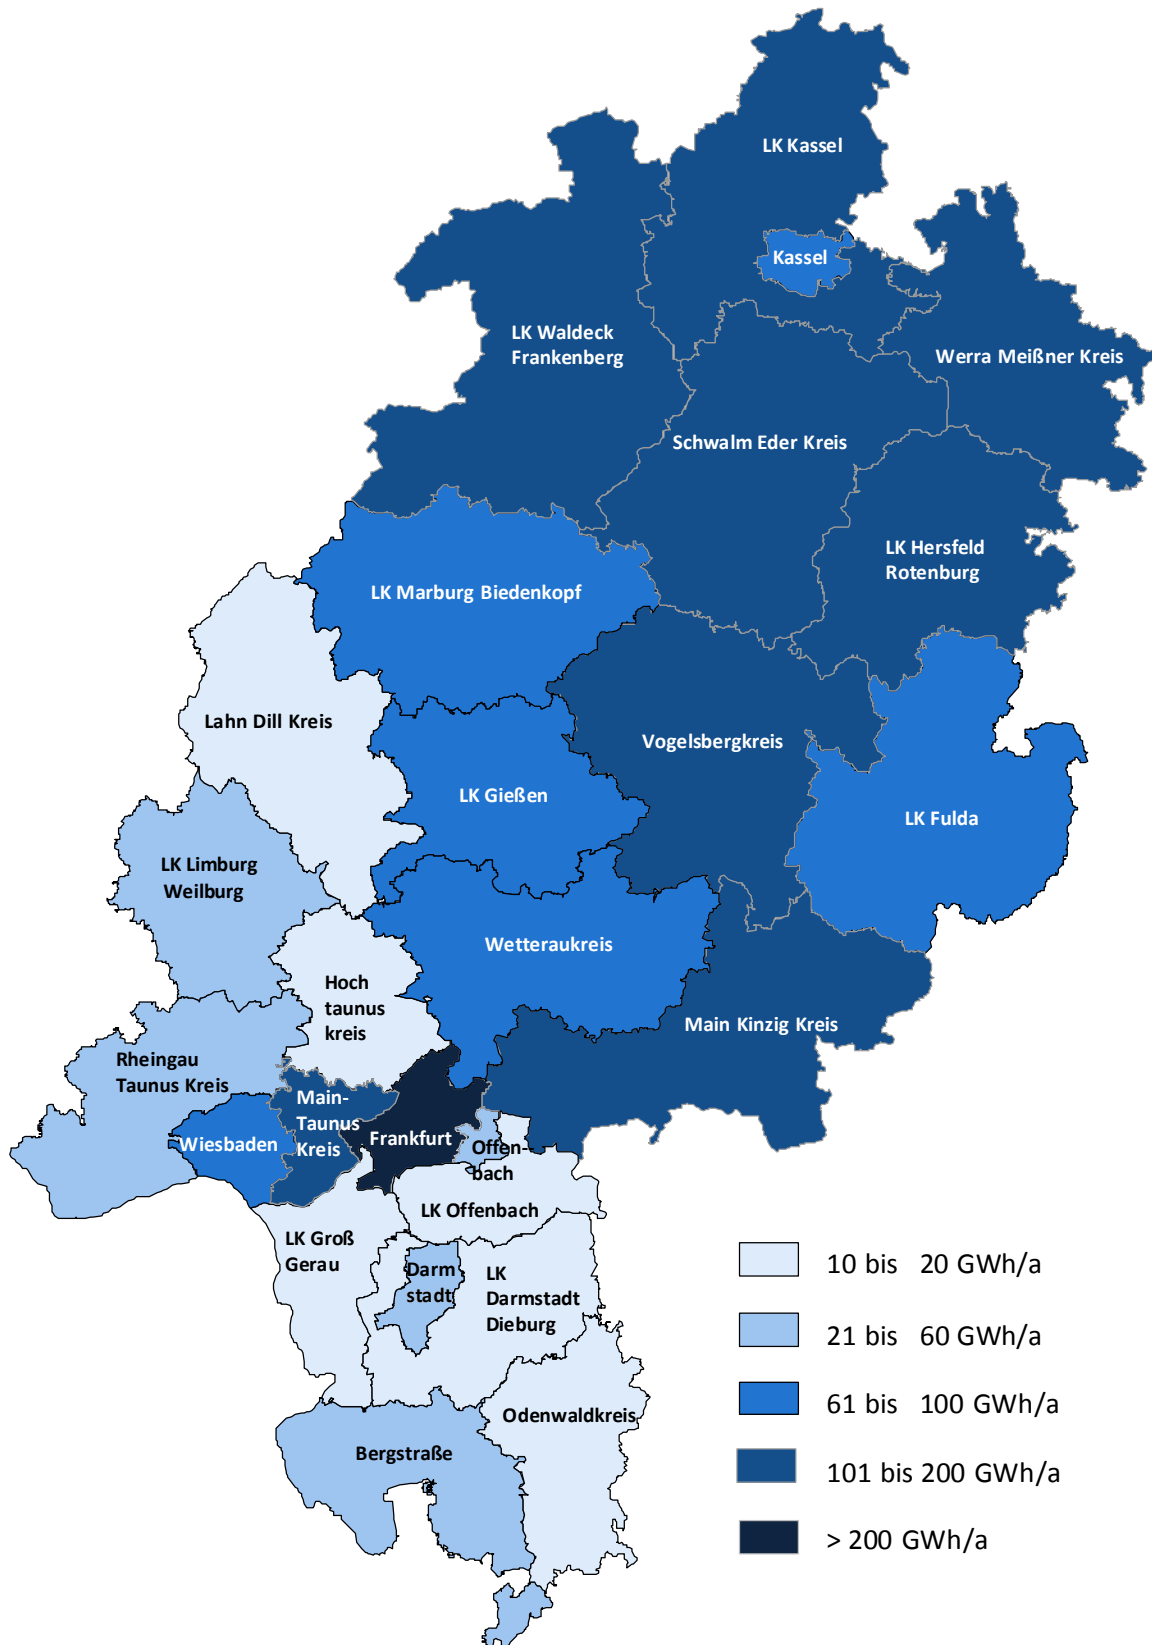 LK Kassel
Kassel
LK Waldeck
Frankenberg
Werra Meißner Kreis
Schwalm Eder Kreis
LK Hersfeld
Rotenburg
LK Marburg Biedenkopf
Lahn Dill Kreis
Vogelsbergkreis
LK Gießen
LK Fulda
LK Limburg
Weilburg
Wetteraukreis
Hoch
taunus
kreis
Main Kinzig Kreis
Rheingau
Taunus Kreis
Main-
Taunus
Kreis
Wiesbaden
Frankfurt
Offen--
bach
LK Offenbach
LK Groß
Gerau
Darm
stadt
LK
Darmstadt
Dieburg
Odenwaldkreis
Bergstraße
10 bis 20 GWh/a
21 bis 60 GWh/a
61 bis 100 GWh/a
101 bis 200 GWh/a
> 200 GWh/a